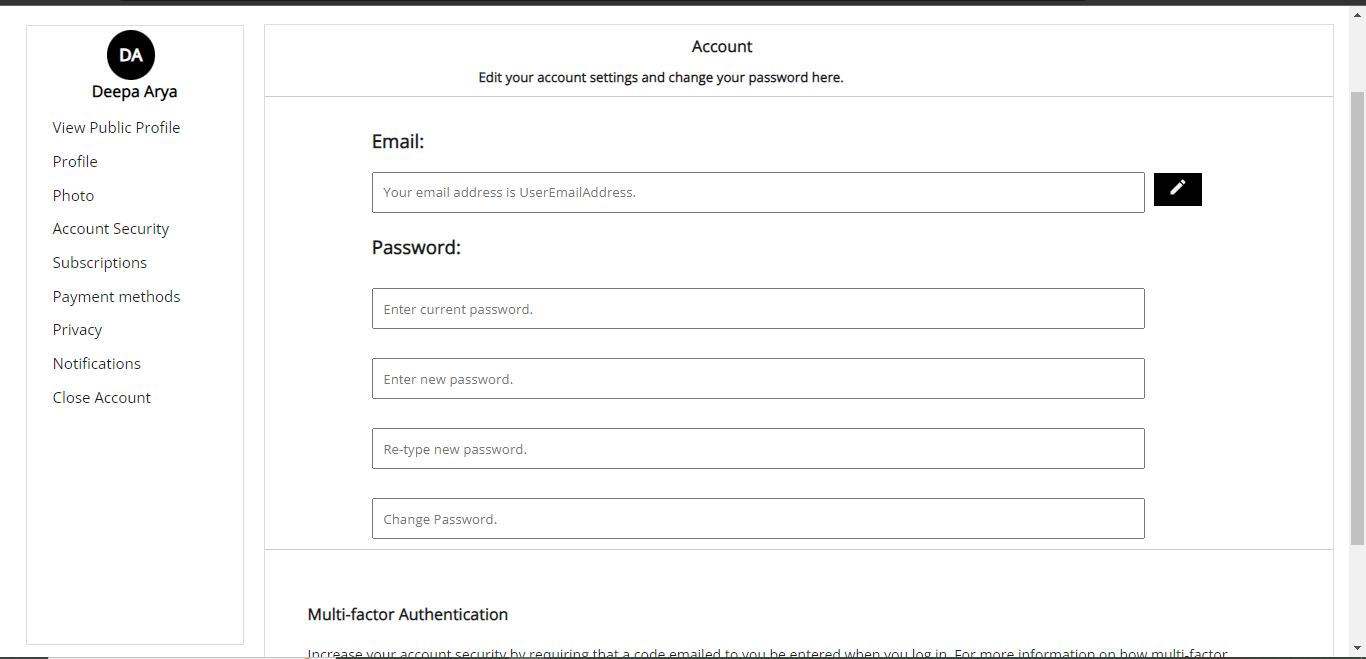 DA
Deepa Arya
View Public Profile
Profile
Photo
Account Security
Subscriptions
Payment methods
Privacy
Notifications
Close Account
Account
Edit your account settings and change your password here.
Email:
Your email address is UserEmailAddress.
Password:
Enter current password.
Enter new password.
Re-type new password.
Change Password.
Multi-factor Authentication
Increase your account security by requiring that a code emailed to you be entered when you log in. For more information on how multi-factor